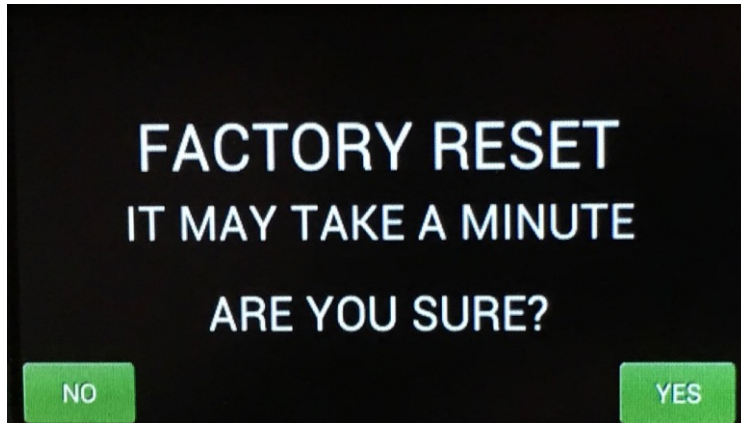 FACTORY RESET
IT MAY TAKE A MINUTE
ARE YOU SURE?
NO
YES